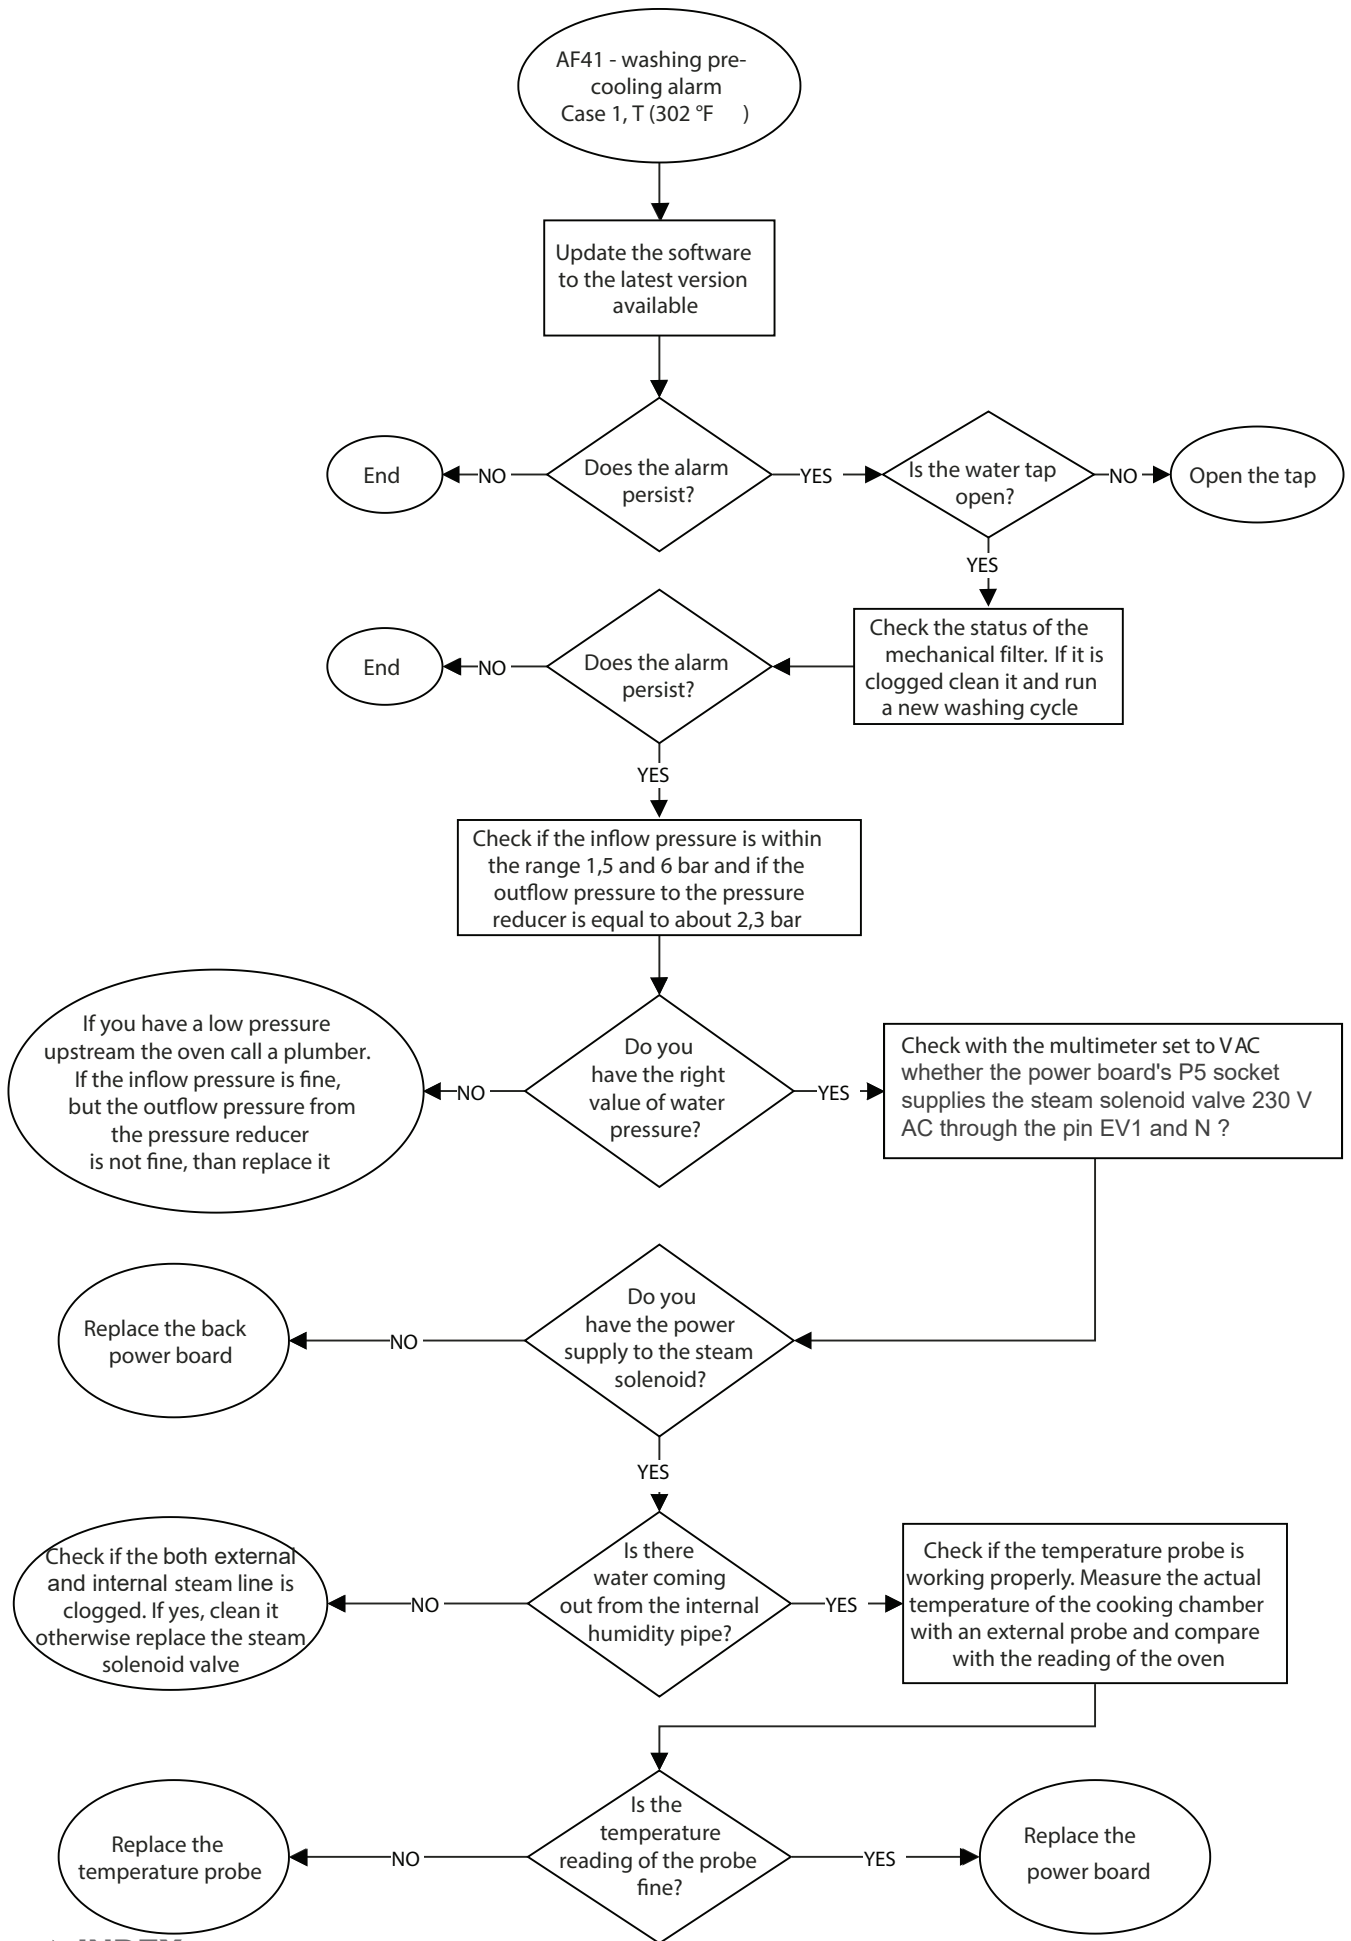 AF41 - washing pre-
cooling alarm
Case 1, T (302 °F )
Update the software
to the latest version
available
Does the alarm
persist?
NO
End
YES
Is the water tap
open?
NO
Open the tap
YES
Check the status of the
mechanical filter. If it is
clogged clean it and run
a new washing cycle
Does the alarm
persist?
NO
End
YES
Check if the inflow pressure is within
the range 1,5 and 6 bar and if the
outflow pressure to the pressure
reducer is equal to about 2,3 bar
Do you
have the right
value of water
pressure?
NO
If you have a low pressure
upstream the oven call a plumber.
If the inflow pressure is fine,
but the outflow pressure from
the pressure reducer
is not fine, than replace it
YES
Check with the multimeter set to VAC
whether the power board's P5 socket
supplies the steam solenoid valve 230 V
AC through the pin EV1 and N ?
Do you
have the power
supply to the steam
solenoid?
NO
Replace the back
power board
YES
Is there
water coming
out from the internal
humidity pipe?
NO
Check if the both external
and internal steam line is
clogged. If yes, clean it
otherwise replace the steam
solenoid valve
YES
Check if the temperature probe is
working properly. Measure the actual
temperature of the cooking chamber
with an external probe and compare
with the reading of the oven
Is the
temperature
reading of the probe
fine?
NO
Replace the
temperature probe
YES
Replace the
power board